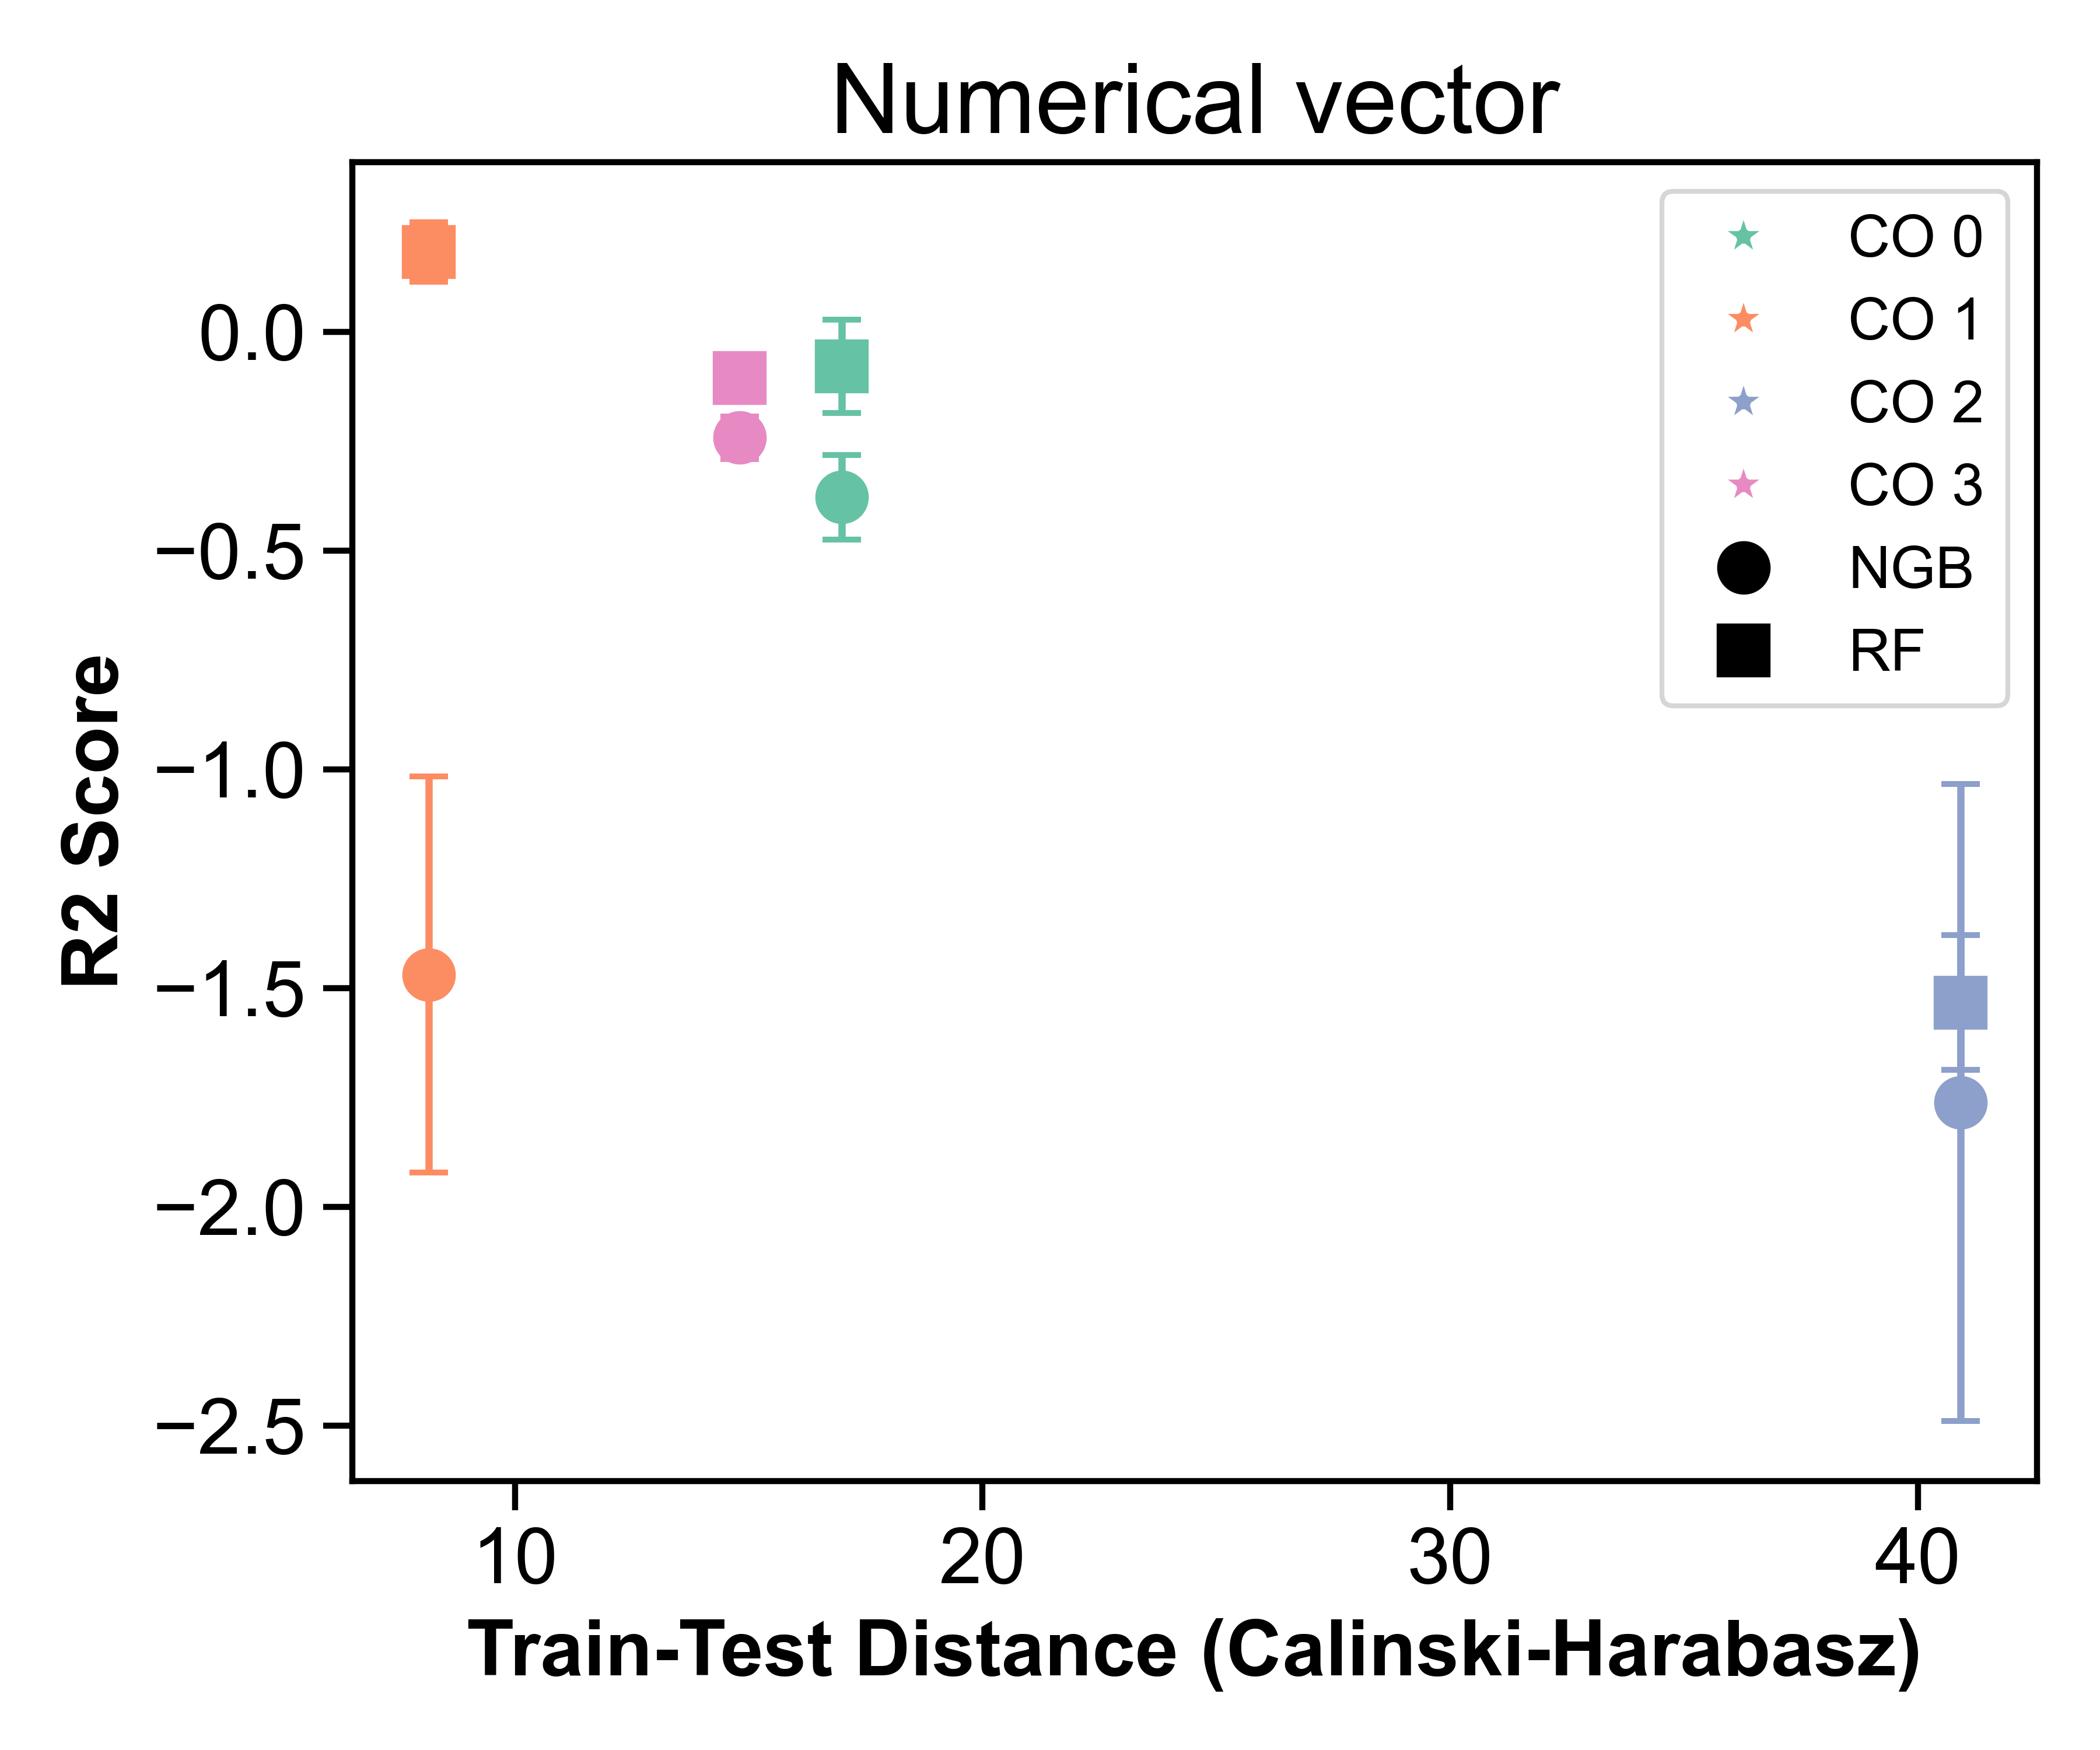 Numerical vector
CO 0
CO 1
CO 2
CO 3
NGB
RF
R2 Score
0.0
−0.5
−1.0
−1.5
−2.0
−2.5
10
20
30
40
Train-Test Distance (Calinski-Harabasz)